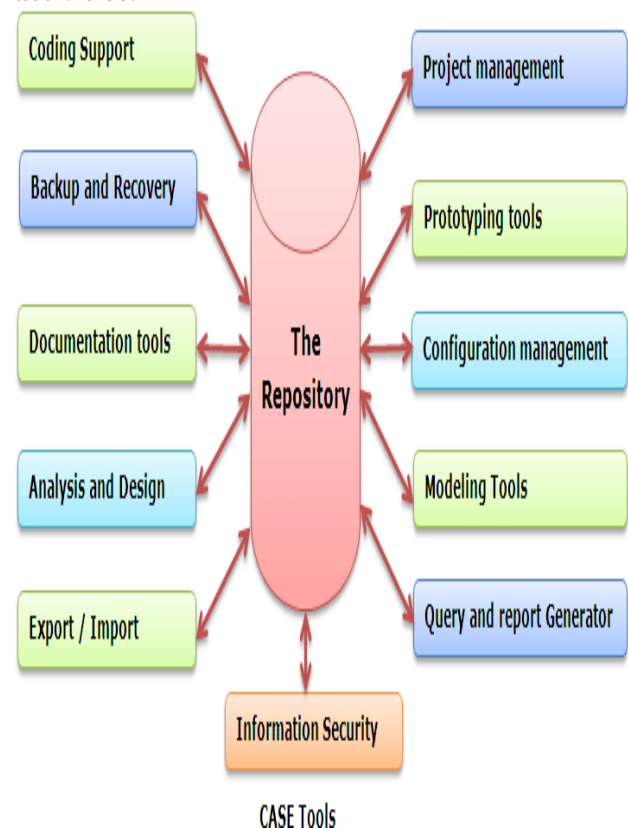 Coding Support
Project management
Backup and Recovery
Prototyping tools
Documentation tools
The
Repository
Configuration management
Analysis and Design
Modeling Tools
Export / Import
Query and report Generator
Information Security
CASE Tools